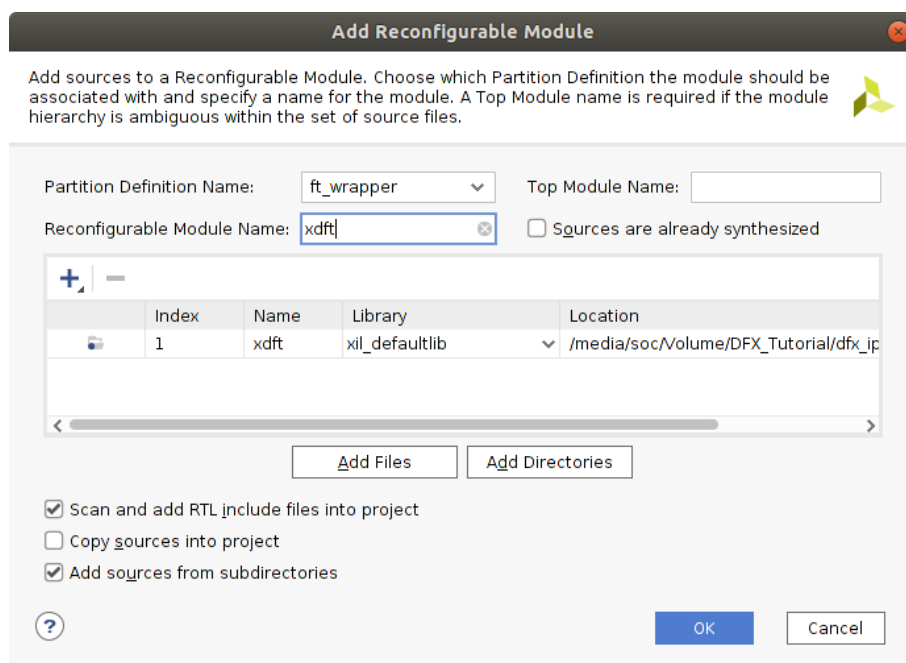 Add Reconfigurable Module
Add sources to a Reconfigurable Module. Choose which Partition Definition the module should be
associated with and specify a name for the module. A Top Module name is required if the module
hierarchy is ambiguous within the set of source files.
Partition Definition Name: ft_wrapper Top Module Name:
Reconfigurable Module Name: xdft Sources are already synthesized
Index Name Library Location
1 xdft xil_defaultlib /media/soc/Volume/DFX_Tutorial/dfx_ip
Add Files Add Directories
Scan and add RTL include files into project
Copy sources into project
Add sources from subdirectories
? OK Cancel